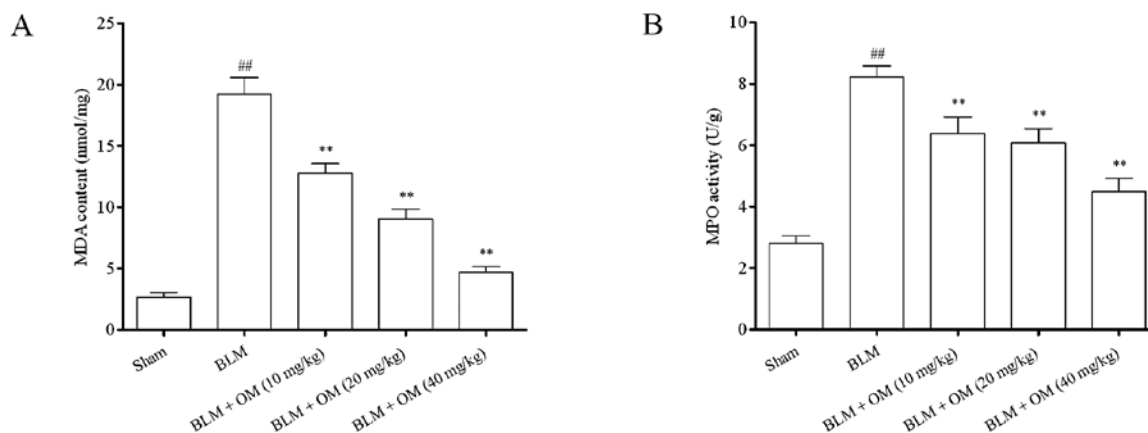 A
MDA content (nmol/mg)
25
20
15
10
5
0
##
**
**
**
Sham
BLM
BLM + OM (10 mg/kg)
BLM + OM (20 mg/kg)
BLM + OM (40 mg/kg)
B
MPO activity (U/g)
8
6
4
2
0
##
**
**
**
Sham
BLM
BLM + OM (10 mg/kg)
BLM + OM (20 mg/kg)
BLM + OM (40 mg/kg)